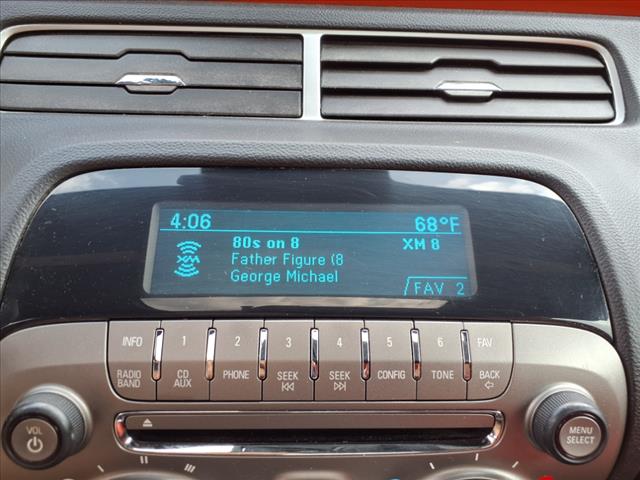 4:06 68°F
80s on 8 XM 8
XM Father Figure (8
George Michael
FAV 2
INFO 1 2 3 4 5 6 FAV
RADIO BAND CD AUX PHONE SEEK SEEK CONFIG TONE BACK
VOL
MENU SELECT